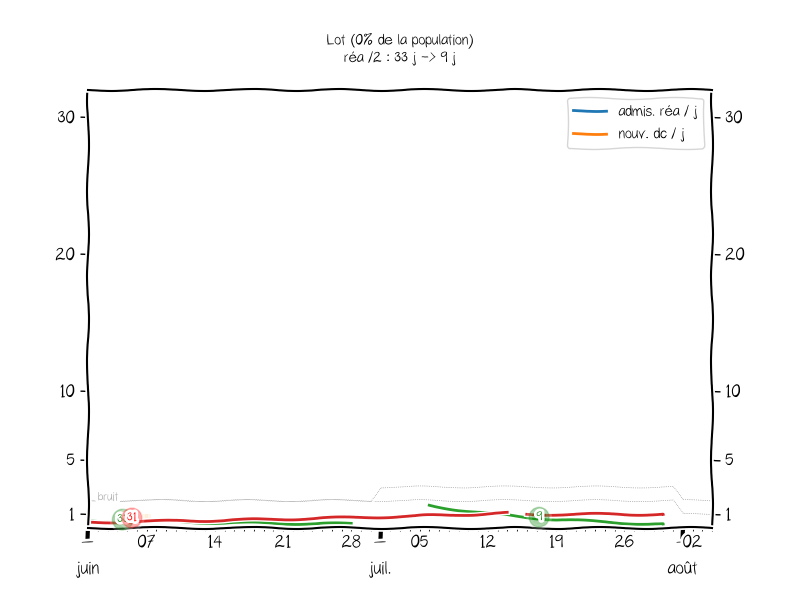 Lot (0% de la population)
réa /2 : 33 j -> 9 j
admis. réa / j
nouv. dc / j
30 30
20 20
10 10
5 5
bruit
1 3 31 9 1
07 14 21 28 05 12 19 26 02
juin juil. août